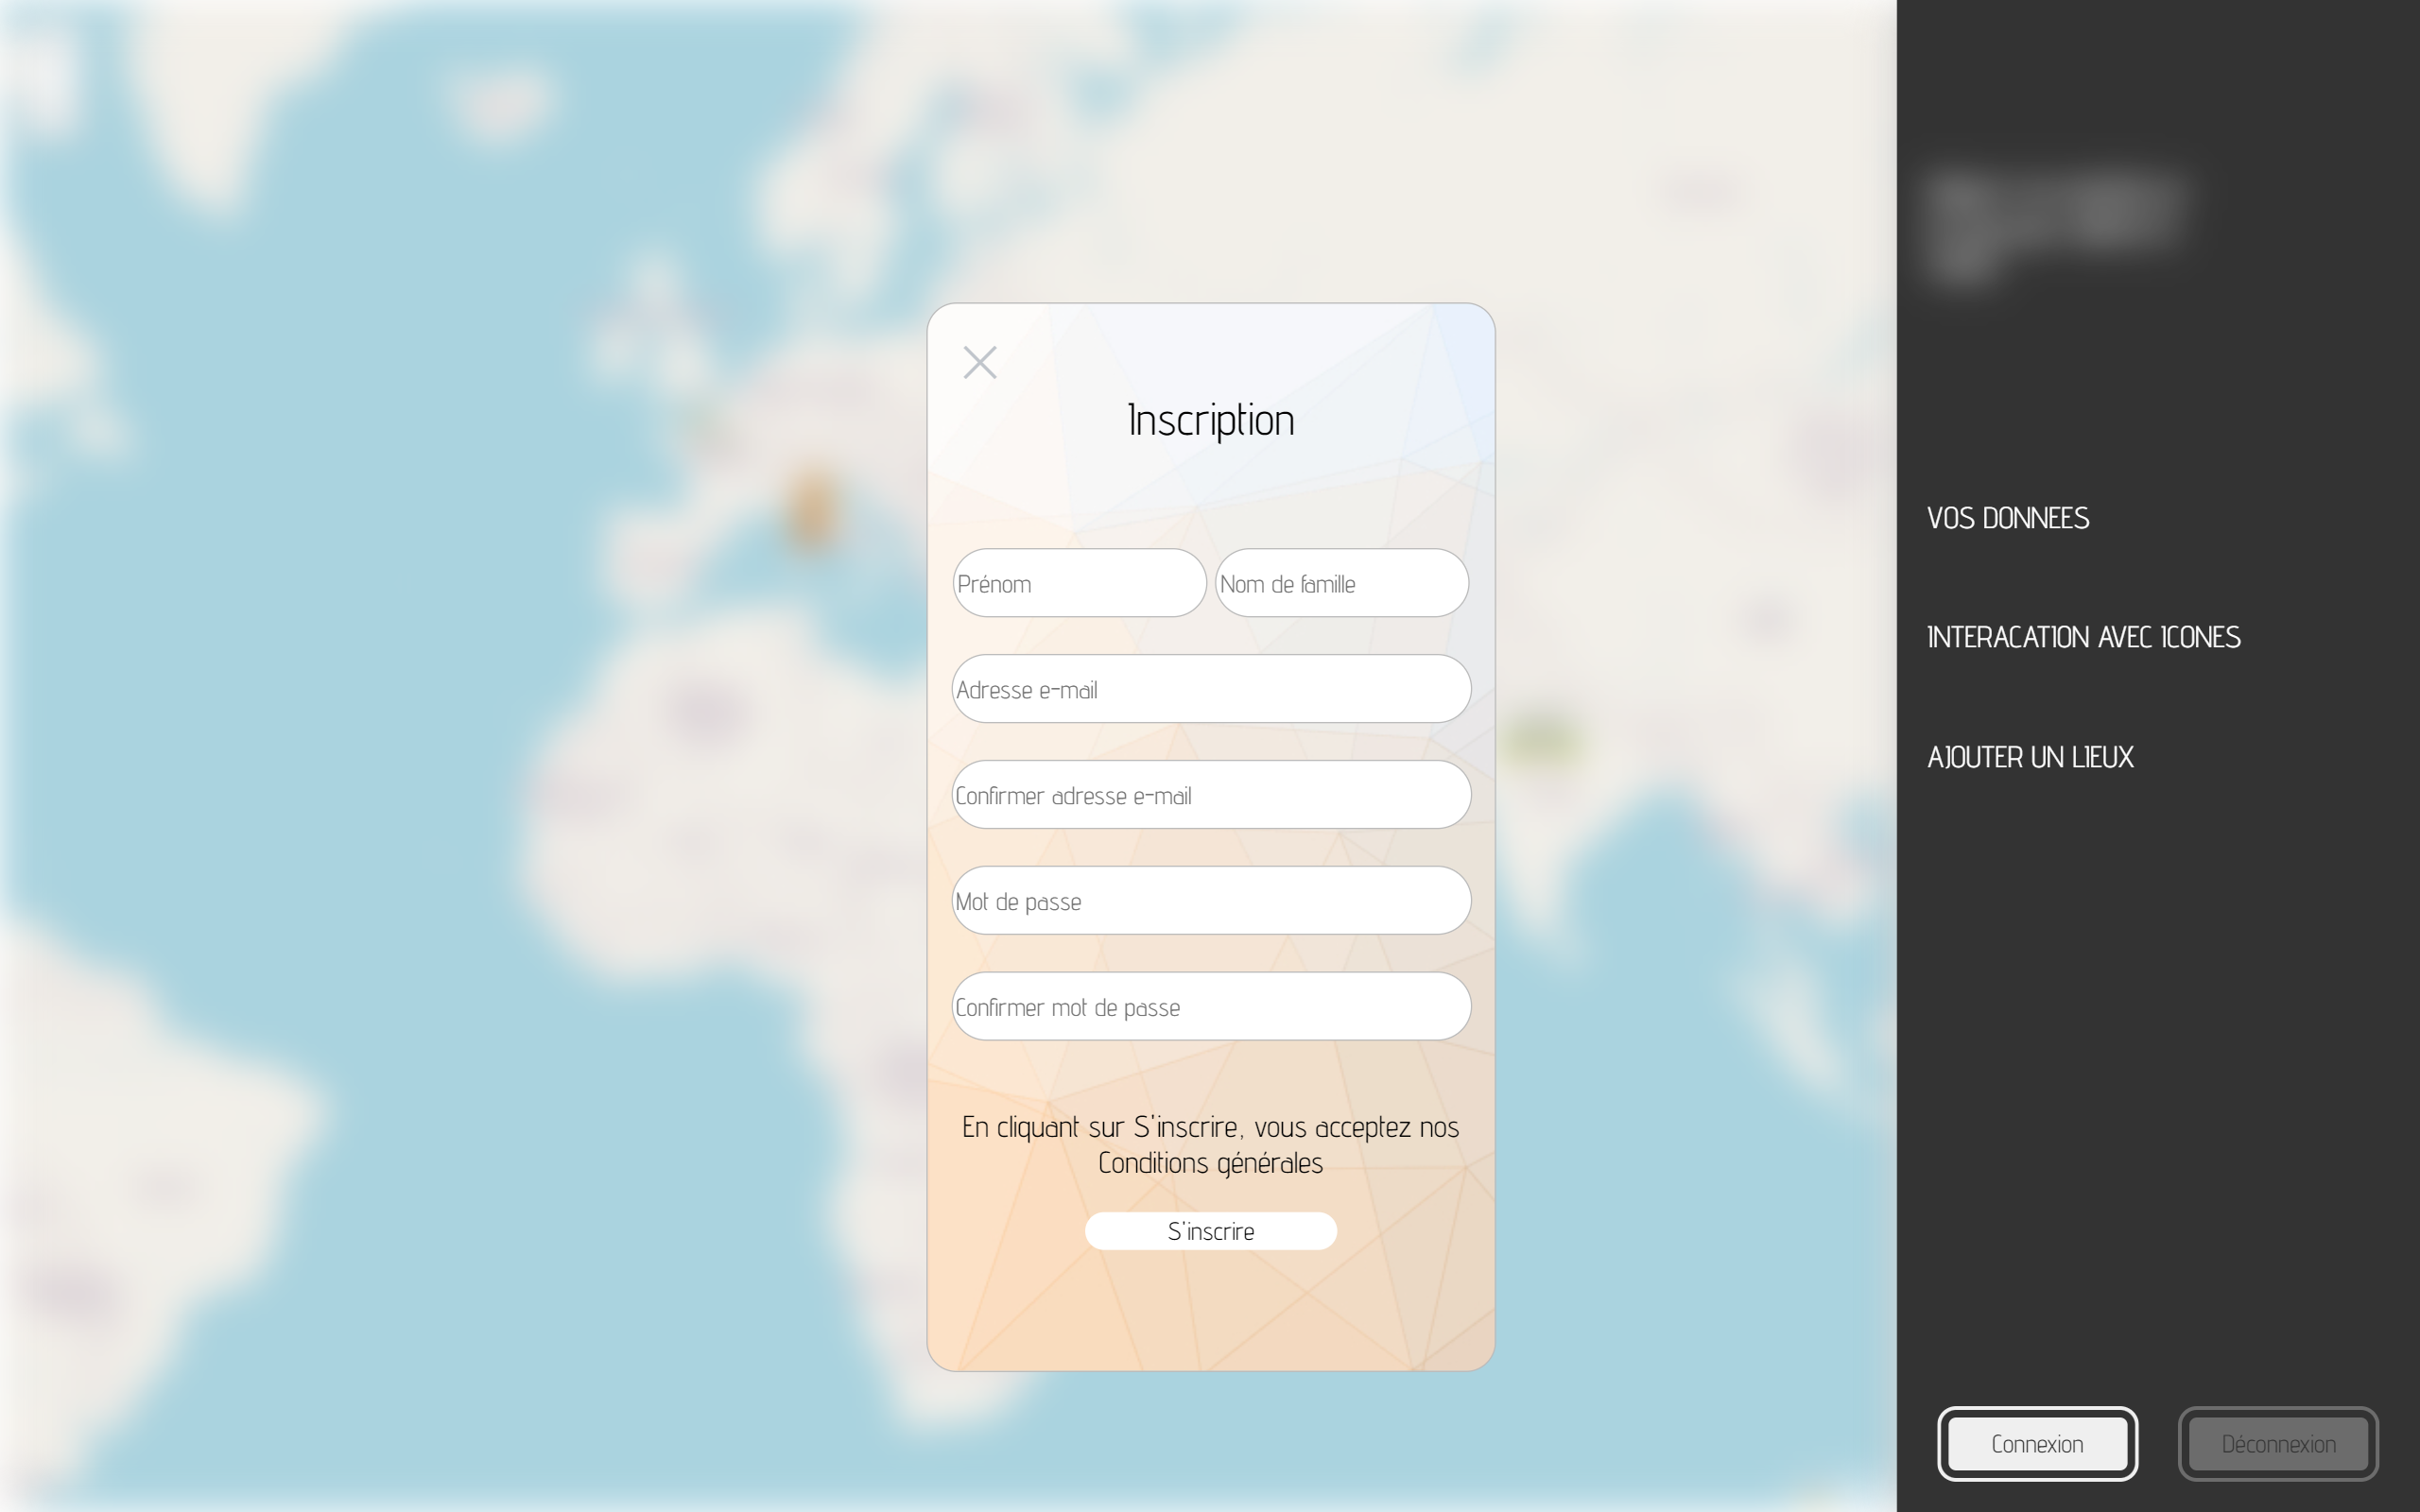 Inscription
Prénom
Nom de famille
Adresse e-mail
Confirmer adresse e-mail
Mot de passe
Confirmer mot de passe
En cliquant sur S'inscrire, vous acceptez nos
Conditions générales
S'inscrire
VOS DONNEES
INTERACATION AVEC ICONES
AJOUTER UN LIEUX
Connexion
Déconnexion